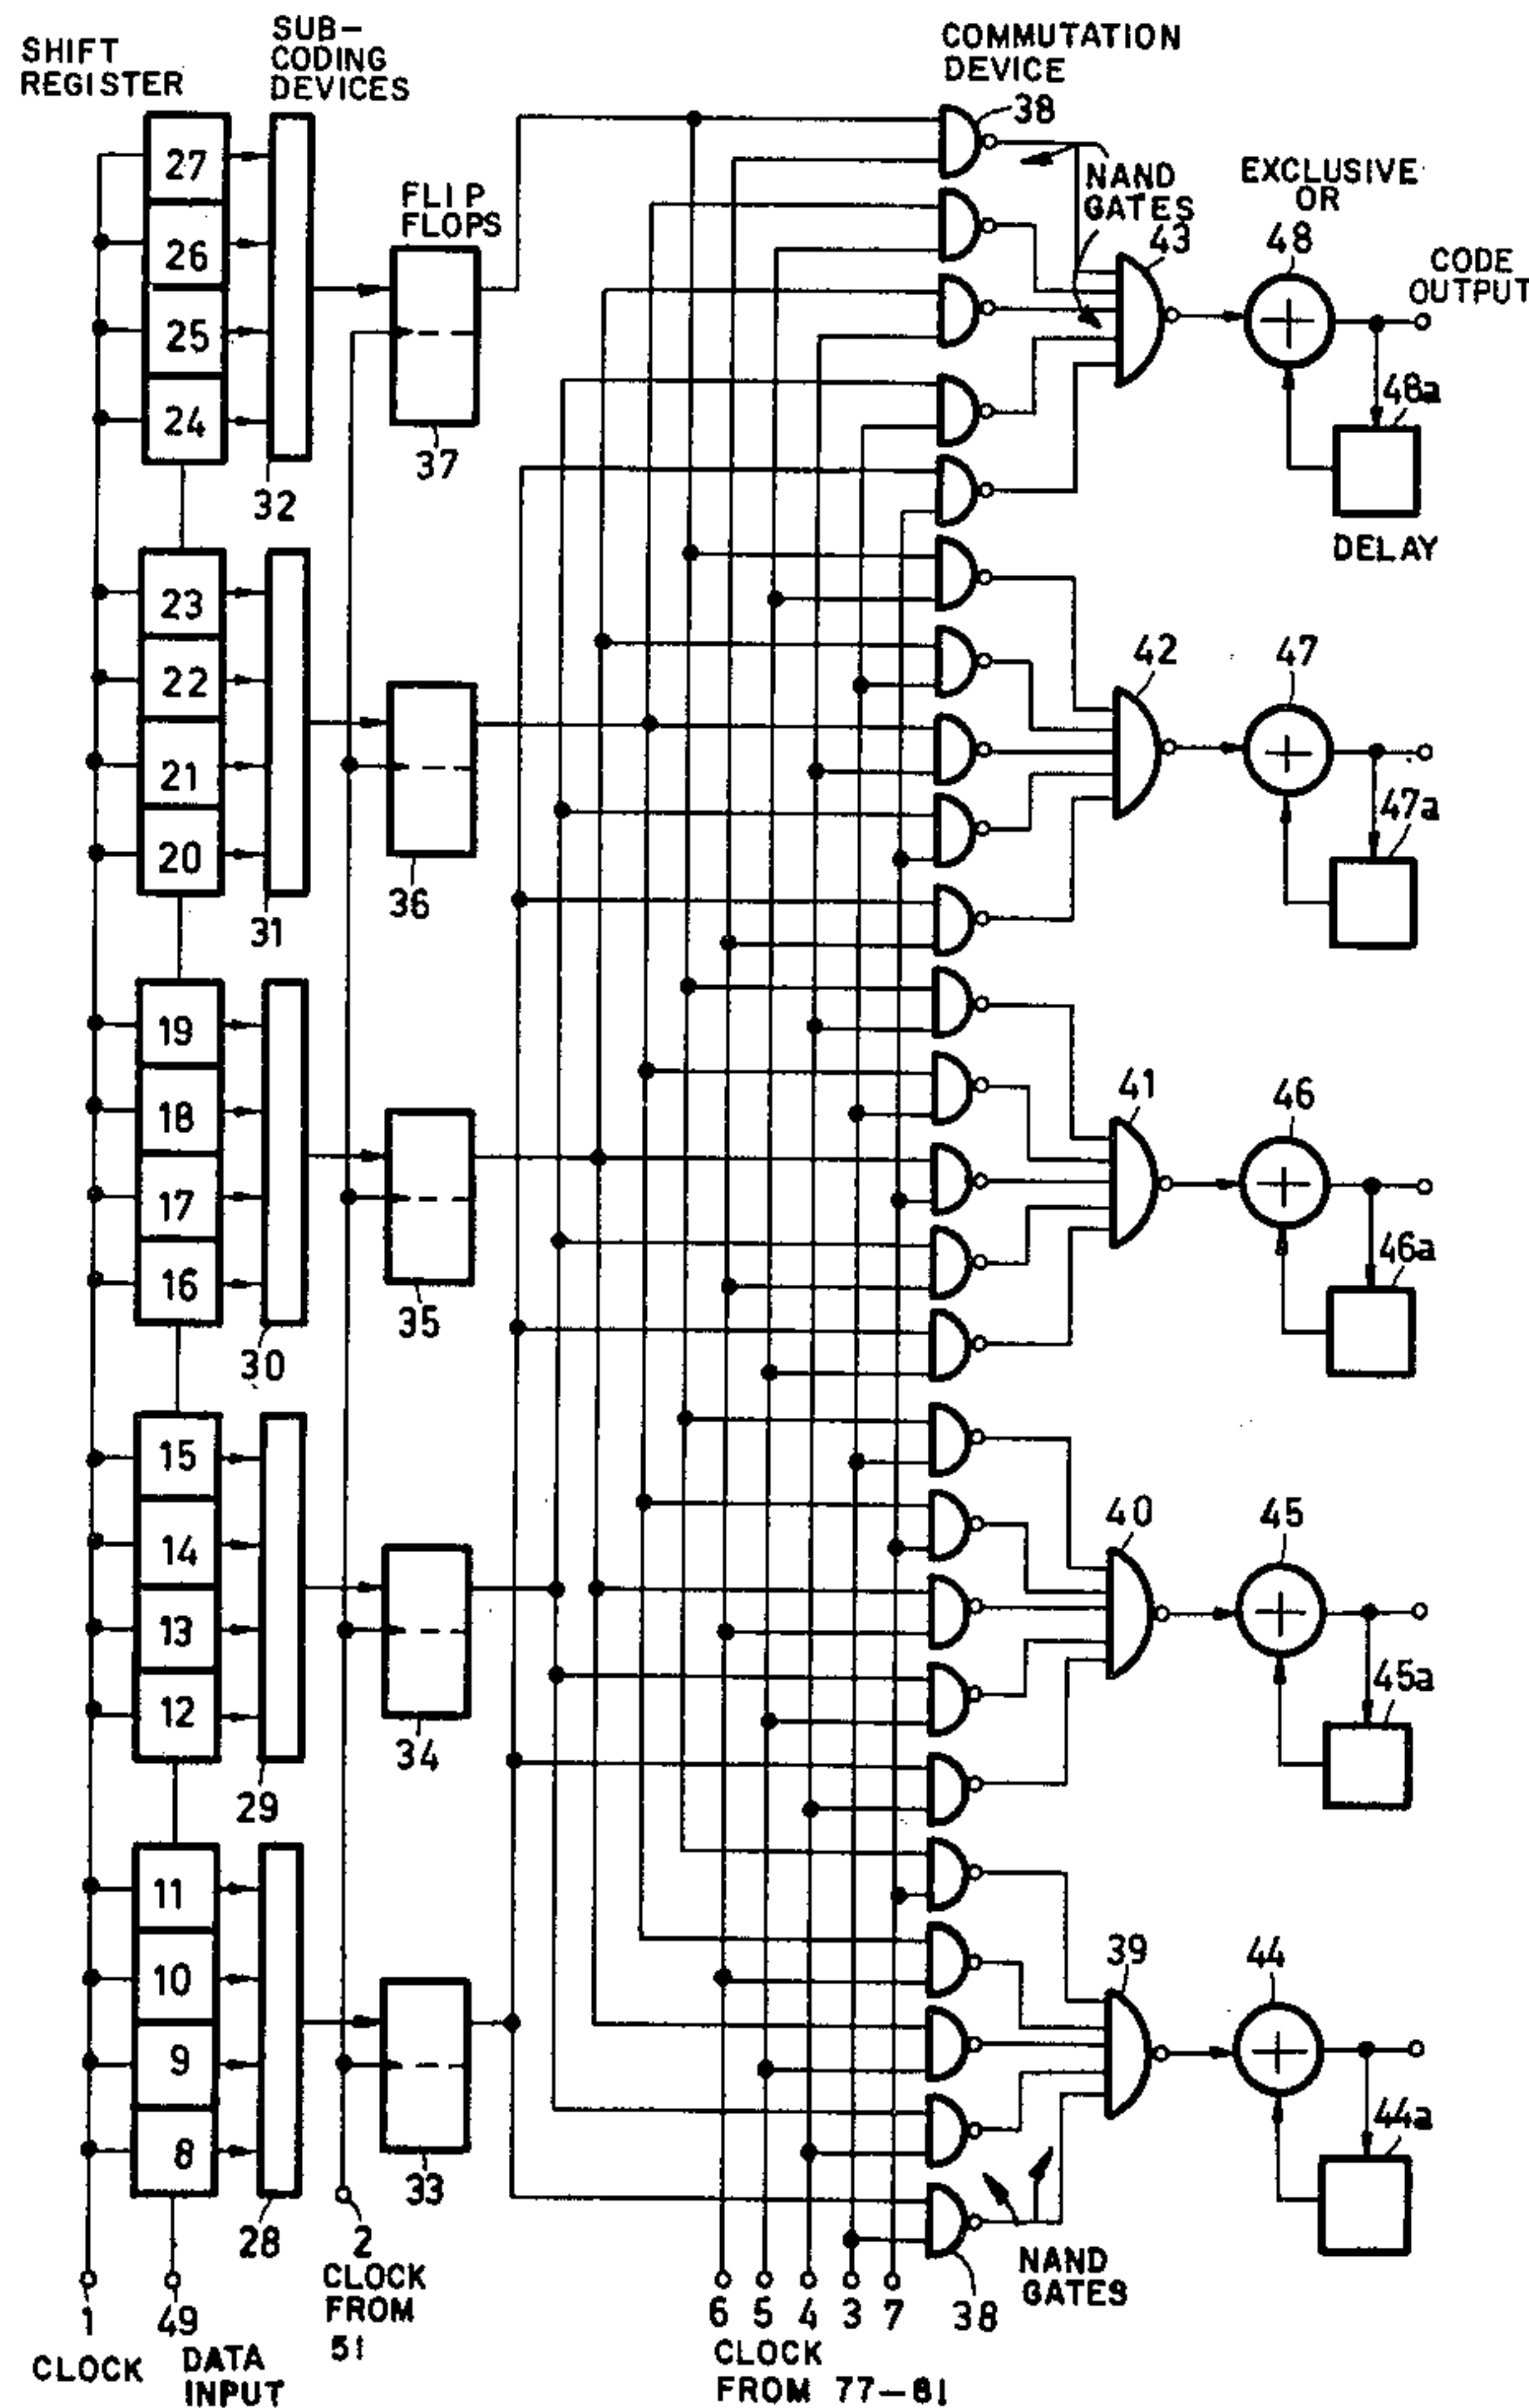 SHIFT
REGISTER
SUB-
CODING
DEVICES
COMMUTATION
DEVICE
38
27
26
25
24
FLIP
FLOPS
NAND
GATES
43
EXCLUSIVE
OR
48
CODE
OUTPUT
32
37
48a
DELAY
23
22
21
20
31
36
42
47
47a
19
18
17
16
30
35
41
46
46a
15
14
13
12
29
34
40
45
45a
11
10
9
8
28
33
39
44
44a
2
CLOCK
FROM
51
1
CLOCK
49
DATA
INPUT
6 5 4 3 7
CLOCK
FROM 77-81
38
NAND
GATES